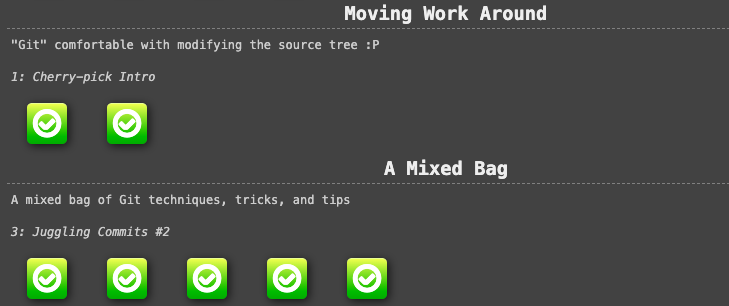 Moving Work Around
"Git" comfortable with modifying the source tree :P
1: Cherry-pick Intro
A Mixed Bag
A mixed bag of Git techniques, tricks, and tips
3: Juggling Commits #2